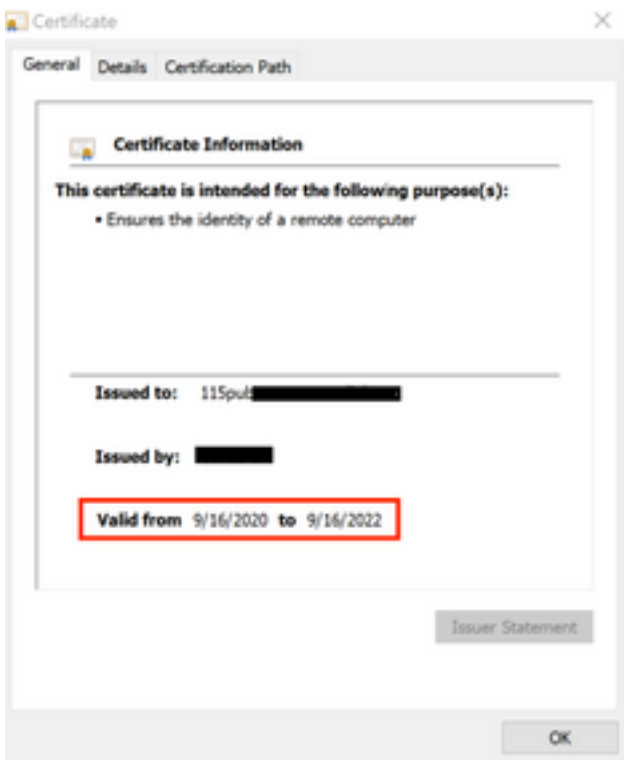 Certificate
General Details Certification Path
Certificate Information
This certificate is intended for the following purpose(s):
• Ensures the identity of a remote computer
Issued to: 115pub
Issued by:
Valid from 9/16/2020 to 9/16/2022
Issuer Statement
OK